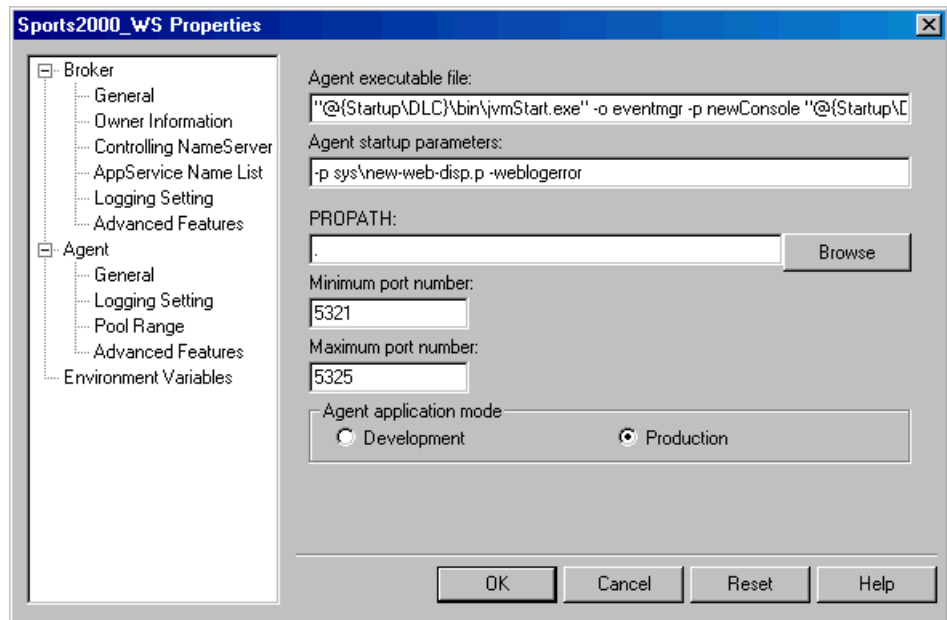 Sports2000_WS Properties
Broker
General
Owner Information
Controlling NameServer
AppService Name List
Logging Setting
Advanced Features
Agent
General
Logging Setting
Pool Range
Advanced Features
Environment Variables
Agent executable file:
"@{Startup\DLC}\bin\jvmStart.exe" -o eventmgr -p newConsole "@{Startup\D
Agent startup parameters:
-p sys\new-web-disp.p -weblogerror
PROPATH:
.
Browse
Minimum port number:
5321
Maximum port number:
5325
Agent application mode
Development Production
OK Cancel Reset Help